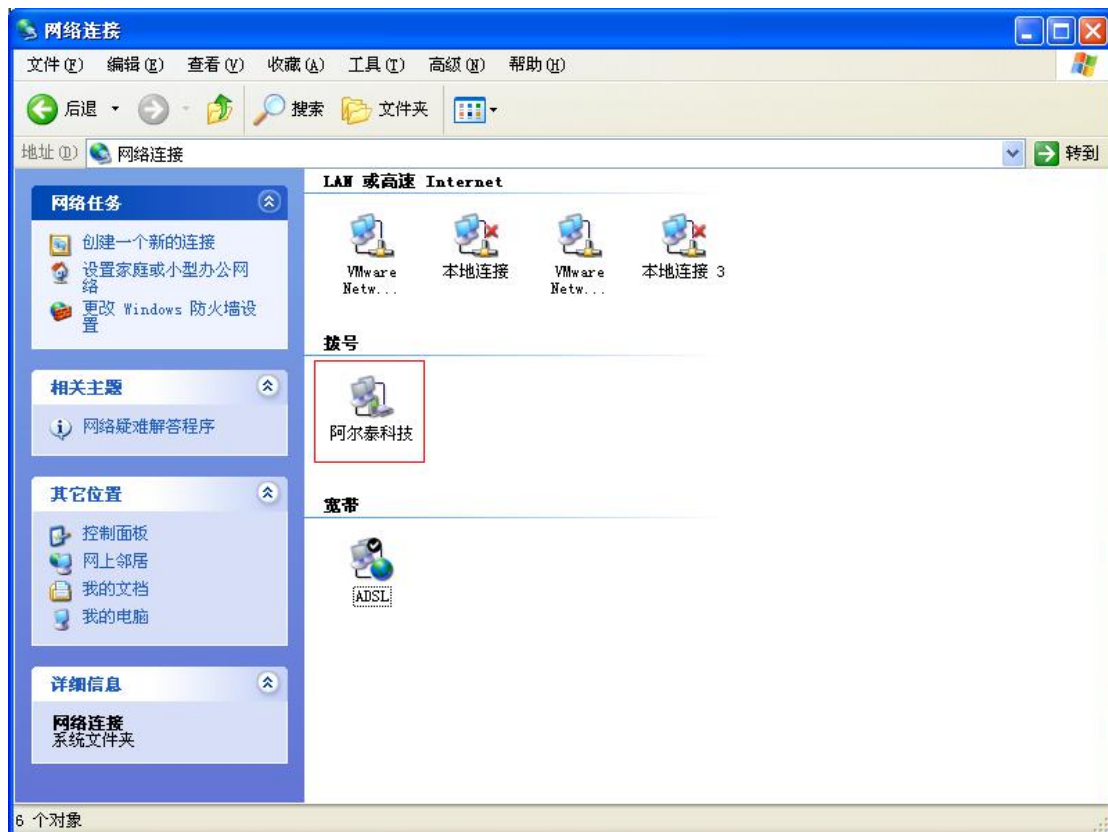 网络连接
文件(F) 编辑(E) 查看(V) 收藏(A) 工具(T) 高级(N) 帮助(H)
后退 搜索 文件夹
地址(D) 网络连接 转到
网络任务
创建一个新的连接
设置家庭或小型办公网
络
更改 Windows 防火墙设
置
相关主题
网络疑难解答程序
其它位置
控制面板
网上邻居
我的文档
我的电脑
详细信息
网络连接
系统文件夹
LAN 或高速 Internet
VMware
Netw...
本地连接
VMware
Netw...
本地连接 3
拨号
阿尔泰科技
宽带
ADSL
6 个对象